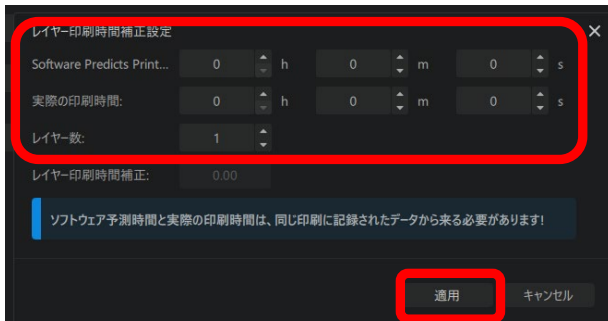 レイヤー印刷時間補正設定
Software Predicts Print... 0 h 0 m 0 s
実際の印刷時間: 0 h 0 m 0 s
レイヤー数: 1
レイヤー印刷時間補正: 0.00
ソフトウェア予測時間と実際の印刷時間は、同じ印刷に記録されたデータから来る必要があります!
適用 キャンセル